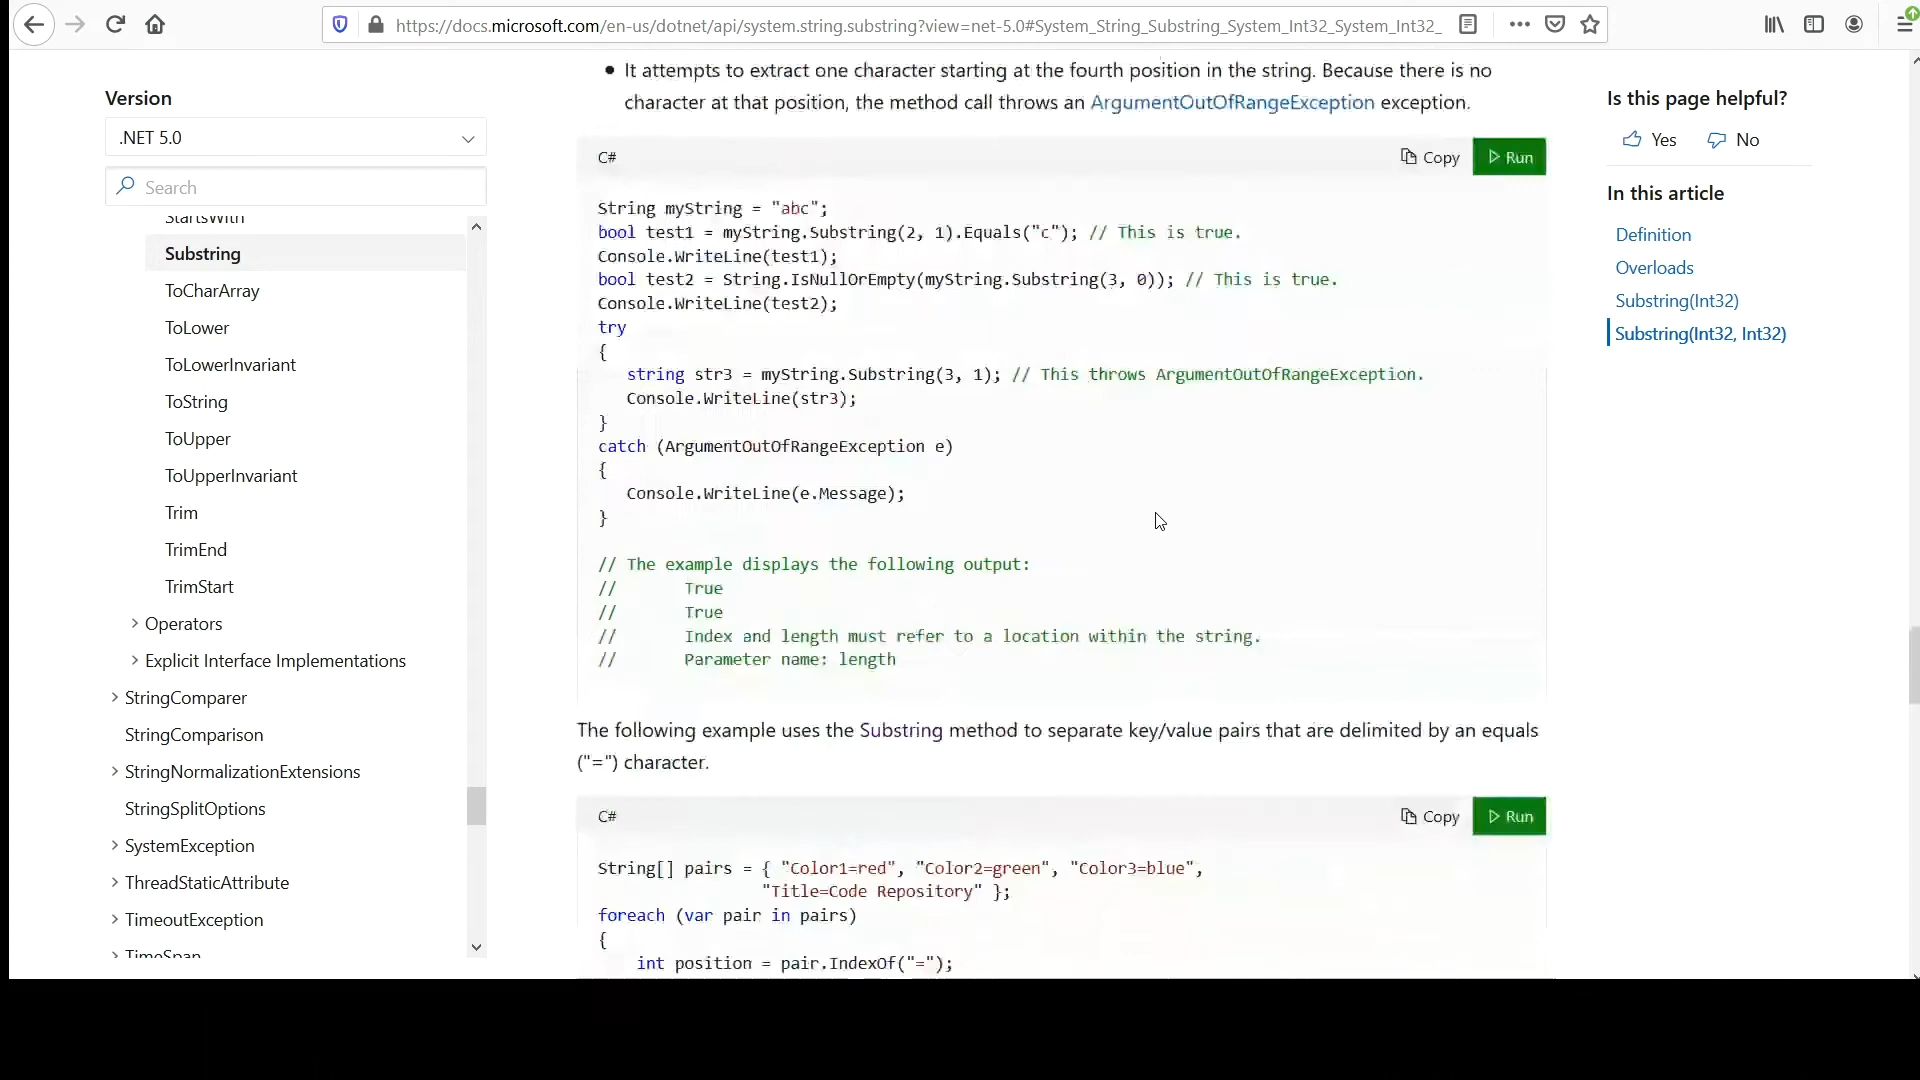 https://docs.microsoft.com/en-us/dotnet/api/system.string.substring?view=net-5.0#System_String_Substring_System_Int32_System_Int32_
Version
.NET 5.0
Search
StartsWith
Substring
ToCharArray
ToLower
ToLowerInvariant
ToString
ToUpper
ToUpperInvariant
Trim
TrimEnd
TrimStart
Operators
Explicit Interface Implementations
StringComparer
StringComparison
StringNormalizationExtensions
StringSplitOptions
SystemException
ThreadStaticAttribute
TimeoutException
TimeSpan
It attempts to extract one character starting at the fourth position in the string. Because there is no
character at that position, the method call throws an ArgumentOutOfRangeException exception.
C#
Copy
Run
String myString = "abc";
bool test1 = myString.Substring(2, 1).Equals("c"); // This is true.
Console.WriteLine(test1);
bool test2 = String.IsNullOrEmpty(myString.Substring(3, 0)); // This is true.
Console.WriteLine(test2);
try
{
string str3 = myString.Substring(3, 1); // This throws ArgumentOutOfRangeException.
Console.WriteLine(str3);
}
catch (ArgumentOutOfRangeException e)
{
Console.WriteLine(e.Message);
}
// The example displays the following output:
// True
// True
// Index and length must refer to a location within the string.
// Parameter name: length
The following example uses the Substring method to separate key/value pairs that are delimited by an equals
("=") character.
C#
Copy
Run
String[] pairs = { "Color1=red", "Color2=green", "Color3=blue",
"Title=Code Repository" };
foreach (var pair in pairs)
{
int position = pair.IndexOf("=");
Is this page helpful?
Yes
No
In this article
Definition
Overloads
Substring(Int32)
Substring(Int32, Int32)